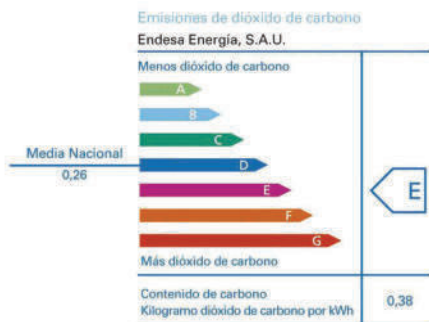 Emisiones de dióxido de carbono
Endesa Energía, S.A.U.
Menos dióxido de carbono
A
B
C
Media Nacional
0,26
D
E
E
F
G
Más dióxido de carbono
Contenido de carbono
Kilogramo dióxido de carbono por kWh
0,38